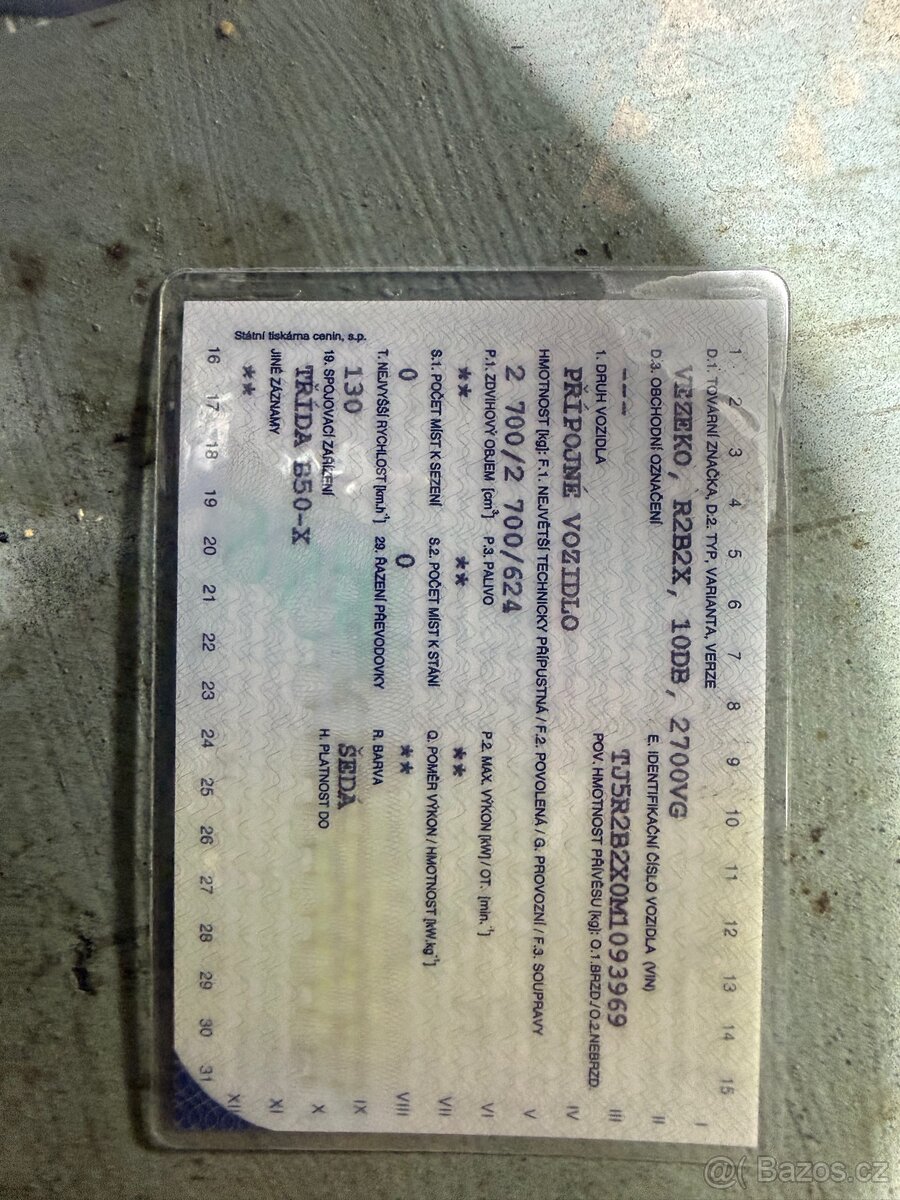 1 2 3 4 5 6 7 8 9 10 11 12 13 14 15
D.1. TOVÁRNÍ ZNAČKA, D.2. TYP, VARIANTA, VERZE
VEZEKO, R2B2X, 10DB, 2700VG
D.3. OBCHODNÍ OZNAČENÍ E. IDENTIFIKAČNÍ ČÍSLO VOZIDLA (VIN)
--- TJ5R2B2X0M1093969
1. DRUH VOZIDLA POV. HMOTNOST PŘÍVĚSU [kg]: O.1.BRZD./O.2.NEBRZD.
PŘÍPOJNÉ VOZIDLO
HMOTNOST [kg]: F.1. NEJVĚTŠÍ TECHNICKY PŘÍPUSTNÁ / F.2. POVOLENÁ / G. PROVOZNÍ / F.3. SOUPRAVY
2 700/2 700/624
P.1. ZDVIHOVÝ OBJEM [cm³] P.3. PALIVO P.2. MAX. VÝKON [kW] / OT. [min.⁻¹]
** ** **
S.1. POČET MÍST K SEZENÍ S.2. POČET MÍST K STÁNÍ Q. POMĚR VÝKON / HMOTNOST [kW.kg⁻¹]
0 0 **
T. NEJVYŠŠÍ RYCHLOST [km.h⁻¹] 29. ŘAZENÍ PŘEVODOVKY R. BARVA
130 ŠEDÁ
19. SPOJOVACÍ ZAŘÍZENÍ H. PLATNOST DO
TŘÍDA B50-X
JINÉ ZÁZNAMY
**
Státní tiskárna cenin, s.p.
16 17 18 19 20 21 22 23 24 25 26 27 28 29 30 31
I
II
III
IV
V
VI
VII
VIII
IX
X
XI
XII
@( Bazos.cz